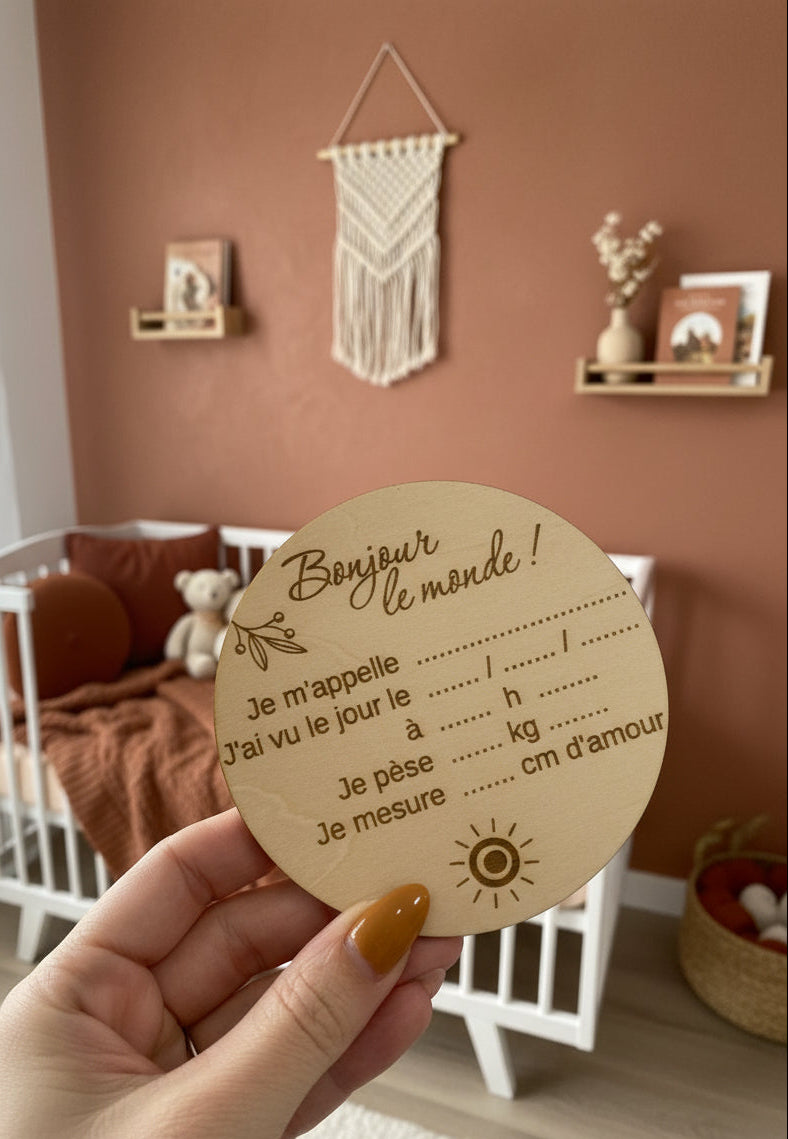 Bonjour
le monde !
Je m'appelle ........................................
J'ai vu le jour le ....... / ....... / ........
à ....... h ........
Je pèse ....... kg ........
Je mesure ....... cm d'amour